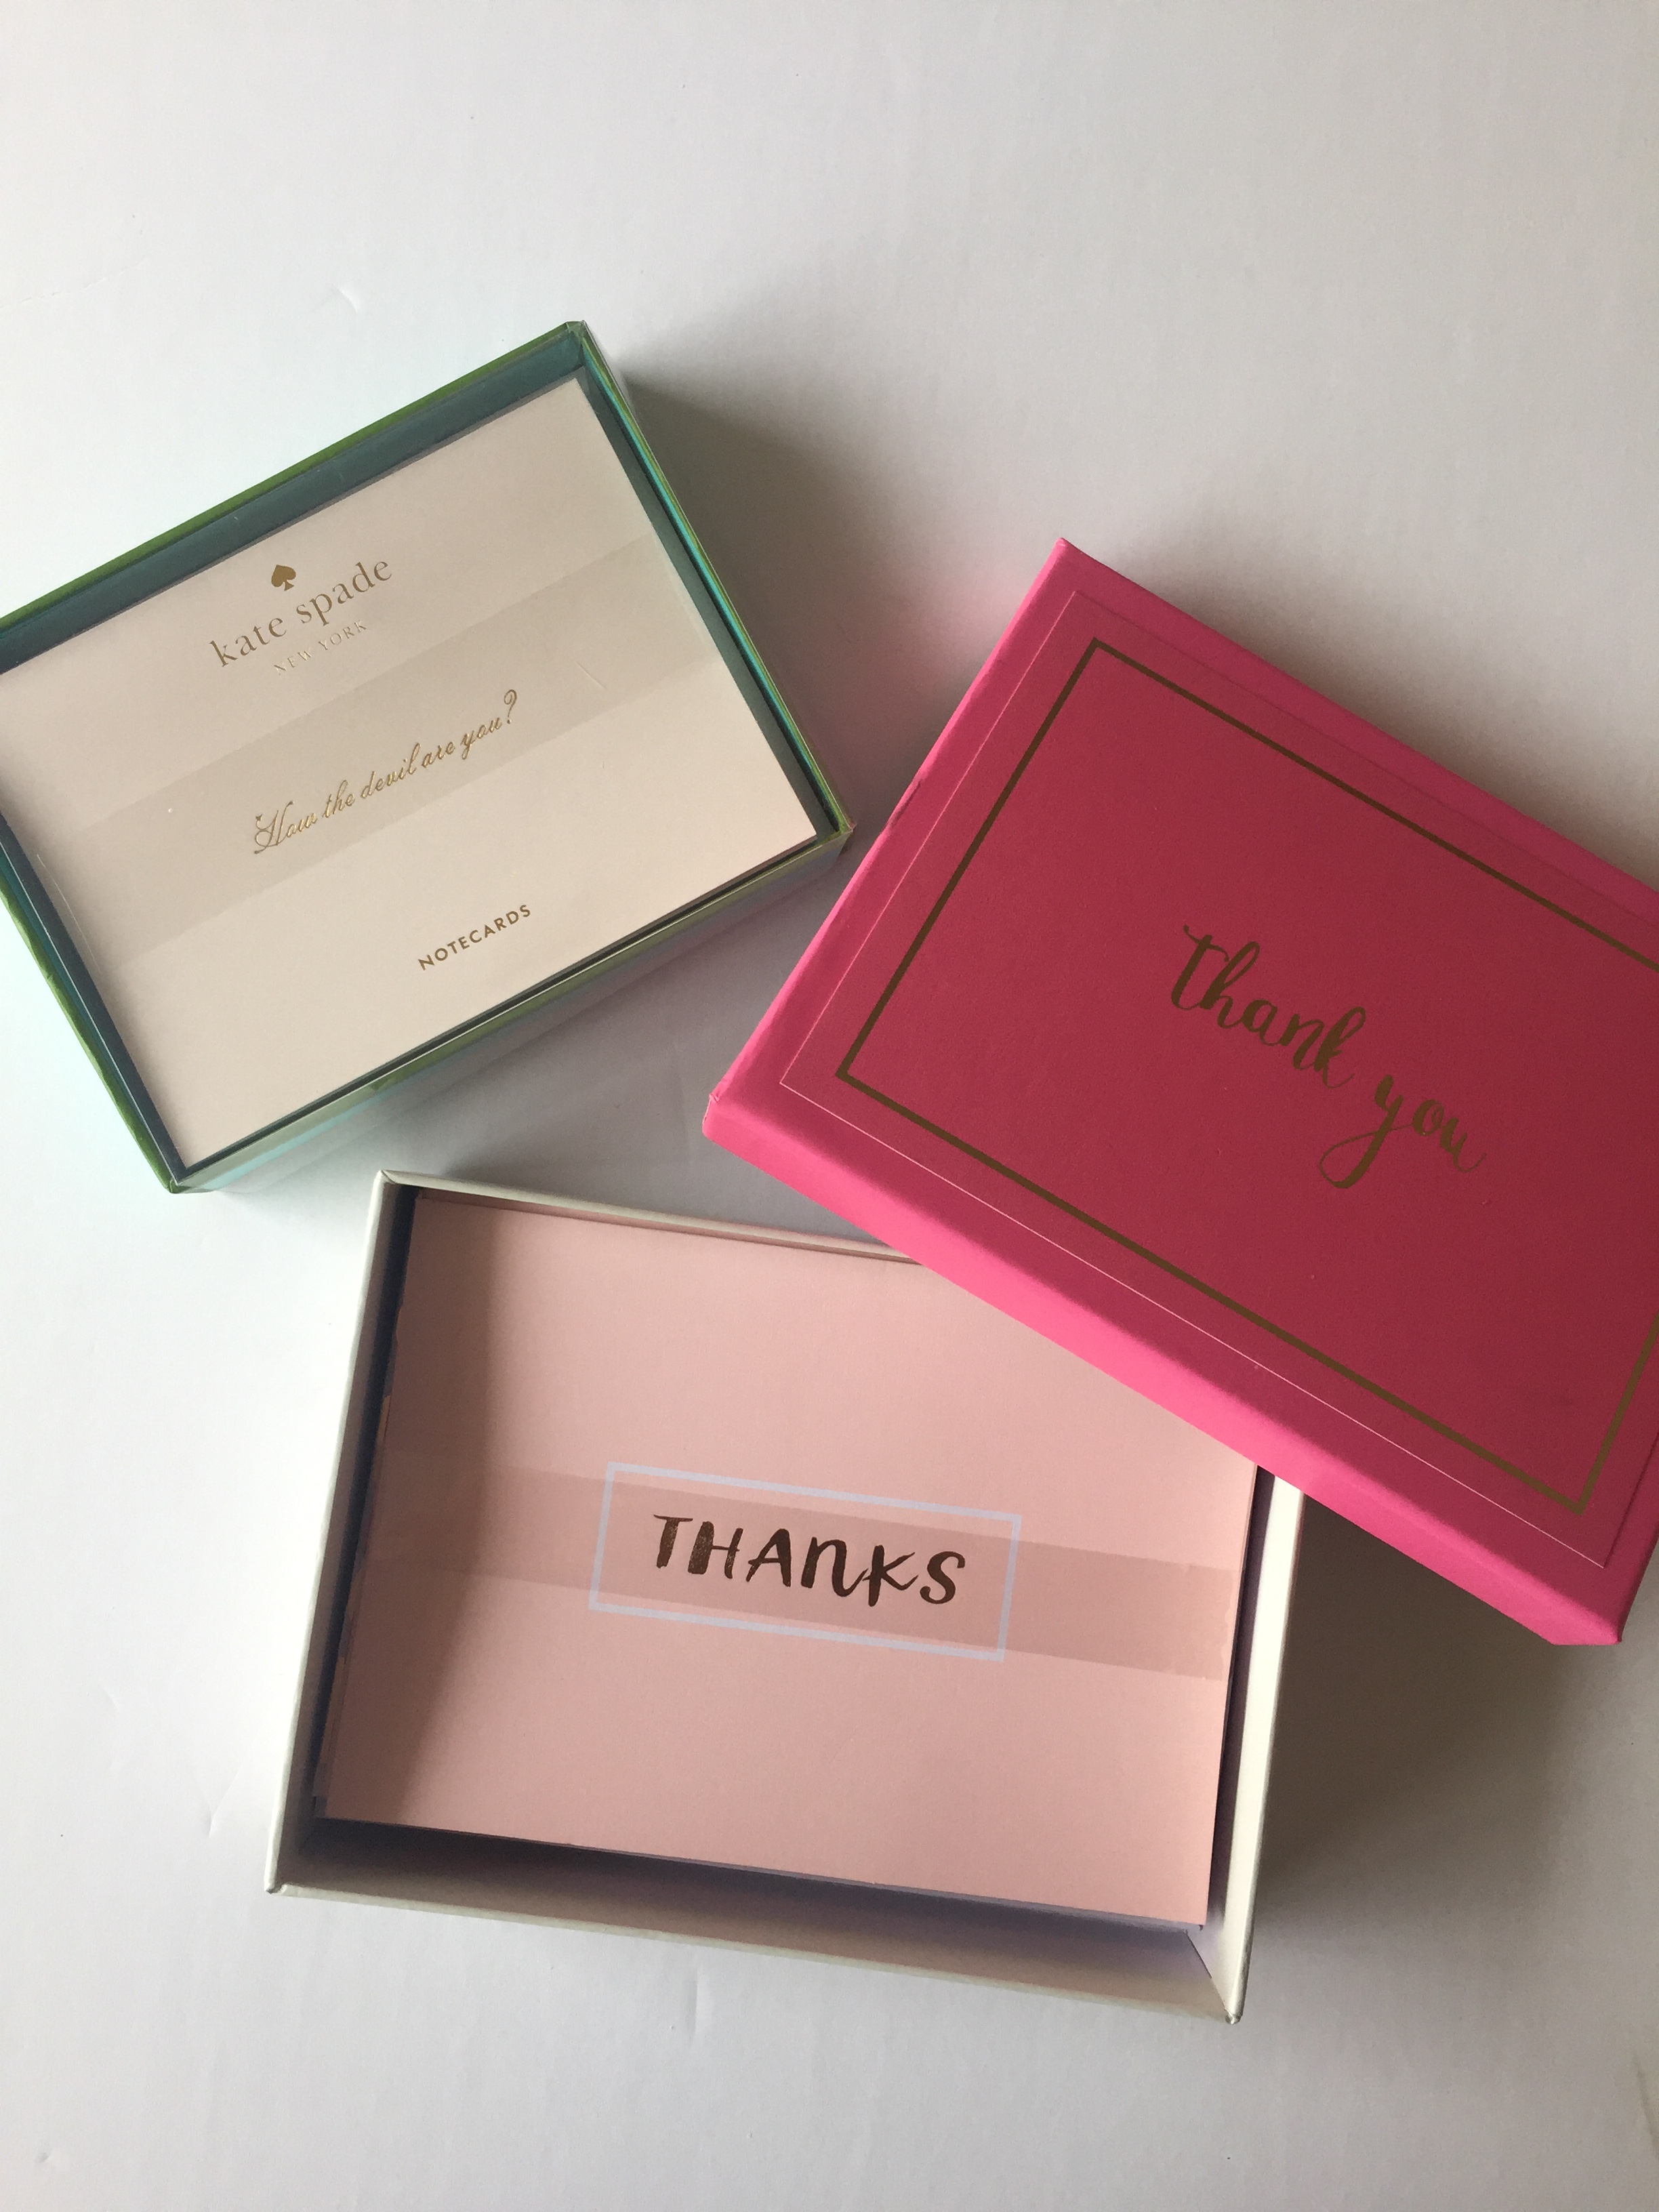 kate spade
NEW YORK
How the devil are you?
NOTECARDS
thank you
THANKS